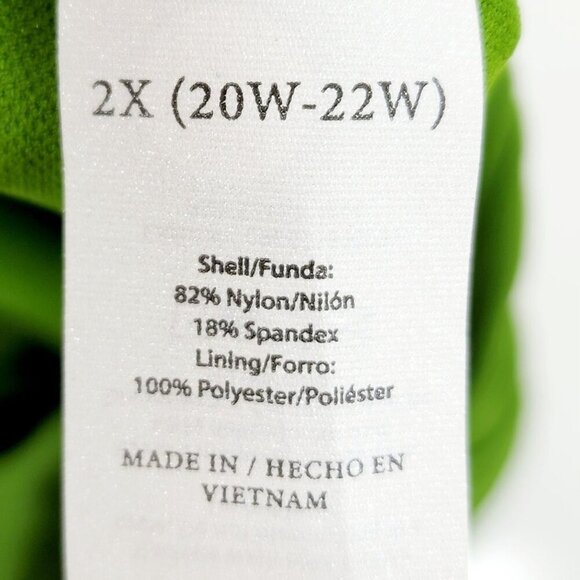 2X (20W-22W)
Shell/Funda:
82% Nylon/Nilón
18% Spandex
Lining/Forro:
100% Polyester/Poliéster
MADE IN / HECHO EN
VIETNAM